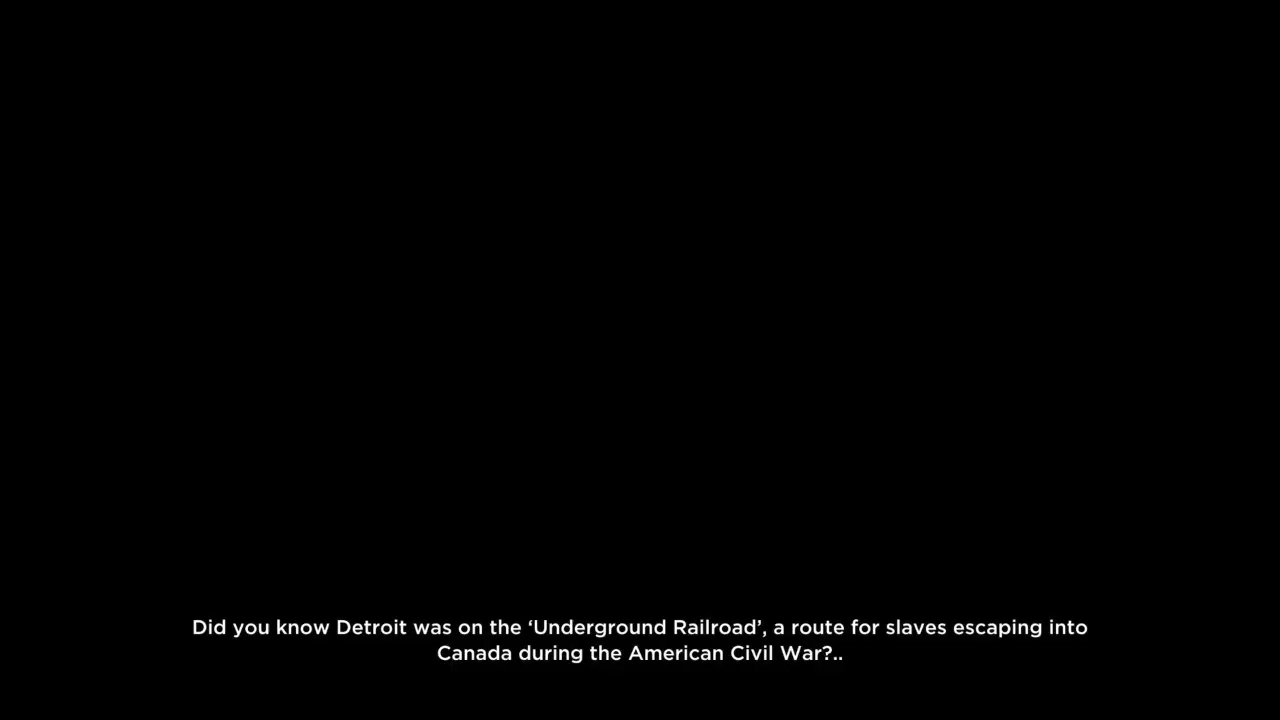 Did you know Detroit was on the ‘Underground Railroad’, a route for slaves escaping into
Canada during the American Civil War?..